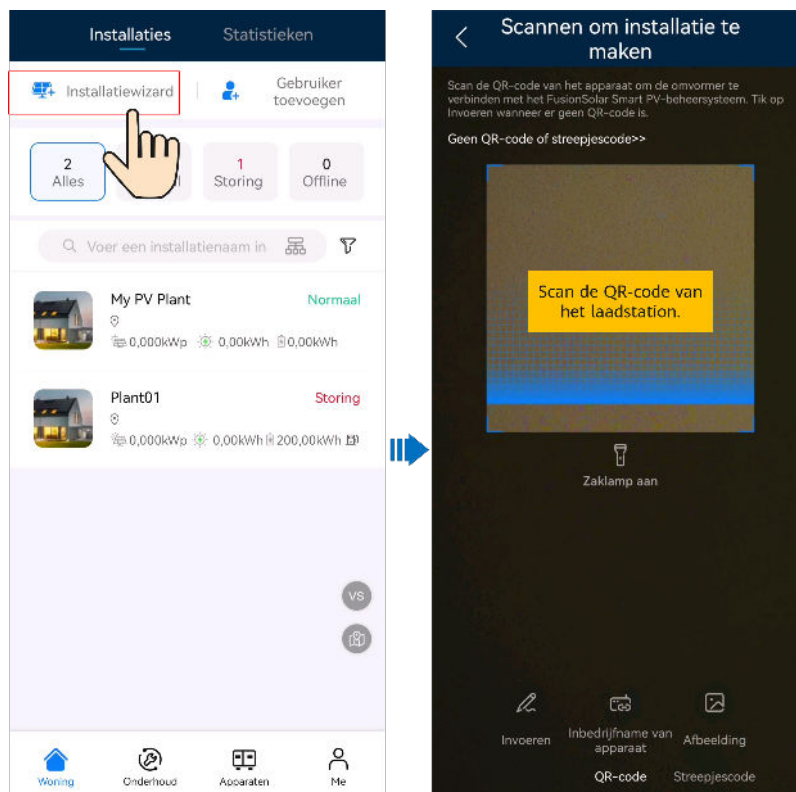 Installaties
Statistieken
Installatiewizard
Gebruiker
toevoegen
2
Alles
1
Storing
0
Offline
Voer een installatienaam in
My PV Plant
Normaal
0,000kWp
0,00kWh
0,00kWh
Plant01
Storing
0,000kWp
0,00kWh
200,00kWh
VS
Woning
Onderhoud
Apparaten
Me
Scannen om installatie te
maken
Scan de QR-code van het apparaat om de omvormer te
verbinden met het FusionSolar Smart PV-beheersysteem. Tik op
Invoeren wanneer er geen QR-code is.
Geen QR-code of streepjescode>>
Scan de QR-code van
het laadstation.
Zaklamp aan
Invoeren
Inbedrijfname van
apparaat
Afbeelding
QR-code
Streepjescode